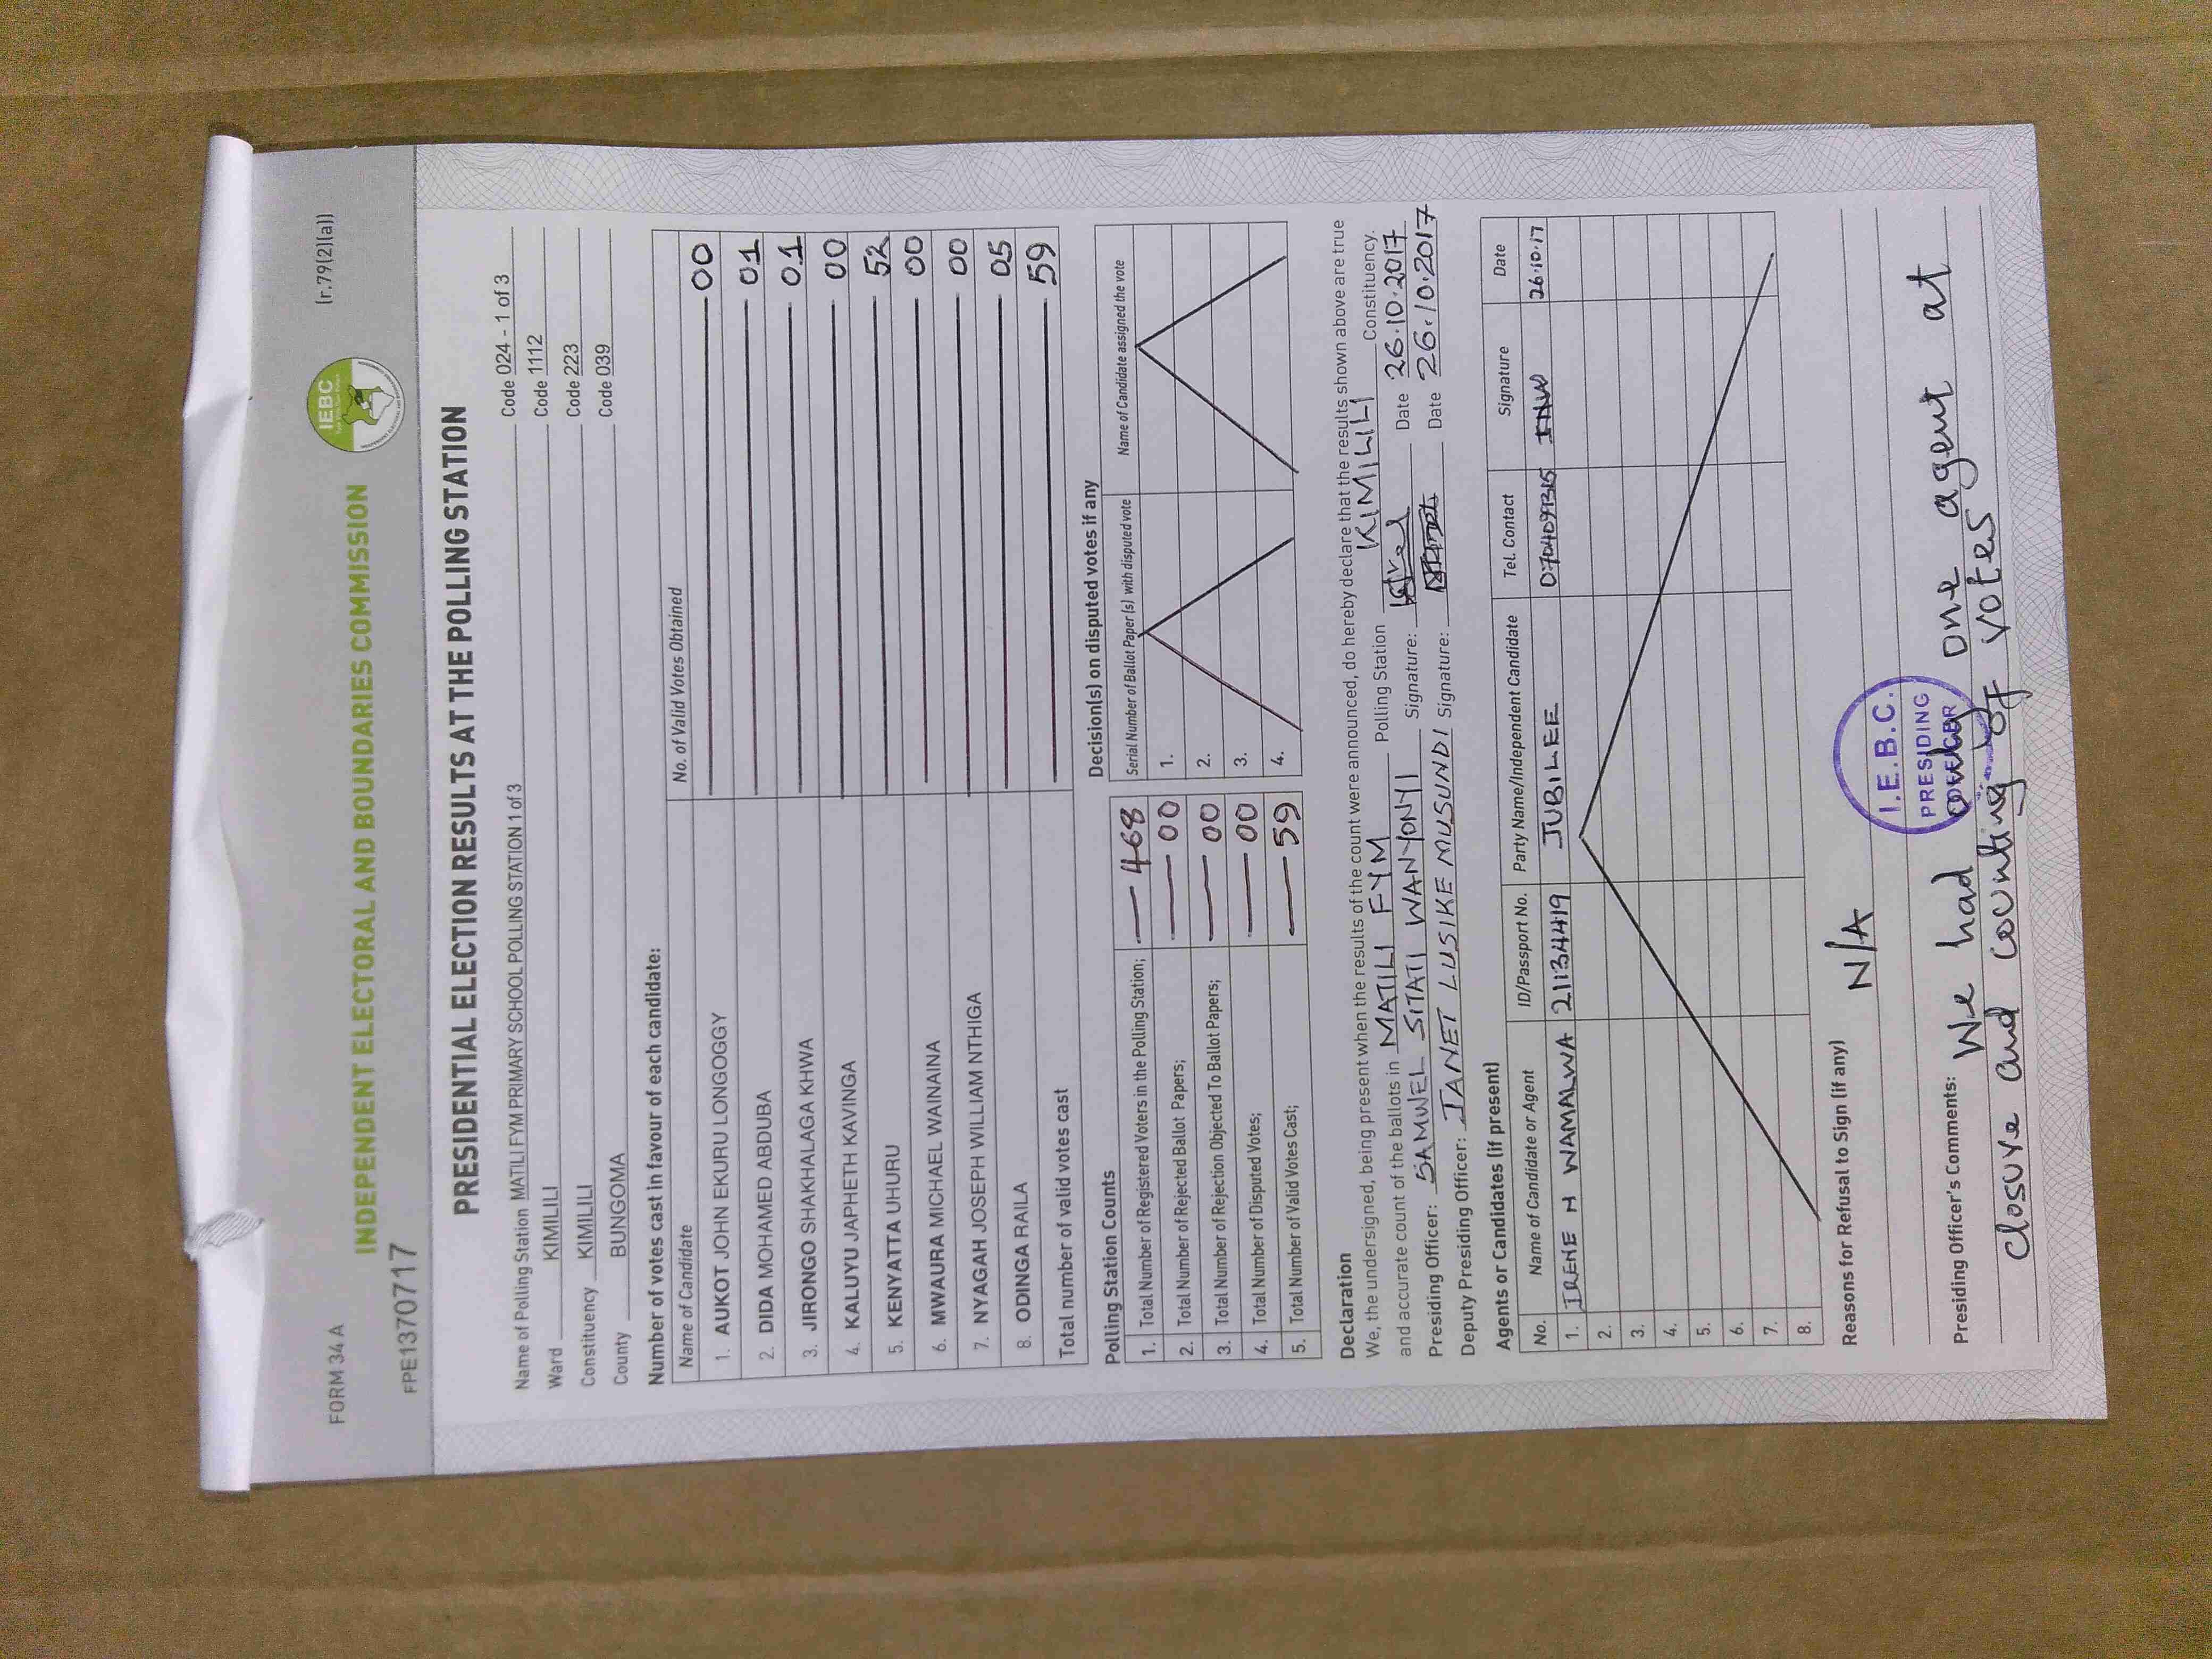 FORM 34 A
(r.79(2)(a))
IEBC
INDEPENDENT ELECTORAL AND BOUNDARIES COMMISSION
FPE1370717
PRESIDENTIAL ELECTION RESULTS AT THE POLLING STATION
Name of Polling Station MATILI FYM PRIMARY SCHOOL POLLING STATION 1 of 3 Code 024 - 1 of 3
Ward KIMILILI Code 1112
Constituency KIMILILI Code 223
County BUNGOMA Code 039
Number of votes cast in favour of each candidate:
Name of Candidate No. of Valid Votes Obtained
1. AUKOT JOHN EKURU LONGOGGY 00
2. DIDA MOHAMED ABDUBA 01
3. JIRONGO SHAKHALAGA KHWA 01
4. KALUYU JAPHETH KAVINGA 00
5. KENYATTA UHURU 52
6. MWAURA MICHAEL WAINAINA 00
7. NYAGAH JOSEPH WILLIAM NTHIGA 00
8. ODINGA RAILA 05
Total number of valid votes cast 59
Polling Station Counts
1. Total Number of Registered Voters in the Polling Station; 468
2. Total Number of Rejected Ballot Papers; 00
3. Total Number of Rejection Objected To Ballot Papers; 00
4. Total Number of Disputed Votes; 00
5. Total Number of Valid Votes Cast; 59
Decision(s) on disputed votes if any
Serial Number of Ballot Paper (s) with disputed vote Name of Candidate assigned the vote
1.
2.
3.
4.
Declaration
We, the undersigned, being present when the results of the count were announced, do hereby declare that the results shown above are true
and accurate count of the ballots in MATILI FYM Polling Station KIMILILI Constituency.
Presiding Officer: SAMWEL SITATI WANYONYI Signature: Date 26.10.2017
Deputy Presiding Officer: JANET LUSIKE MUSUNDI Signature: Date 26.10.2017
Agents or Candidates (if present)
No. Name of Candidate or Agent ID/Passport No. Party Name/Independent Candidate Tel. Contact Signature Date
1. IRENE N WAMALWA 21134419 JUBILEE 26.10.17
2.
3.
4.
5.
6.
7.
8.
Reasons for Refusal to Sign (if any) N/A
I.E.B.C.
PRESIDING
OFFICER
Presiding Officer's Comments: We had only one agent at
closure and counting of votes